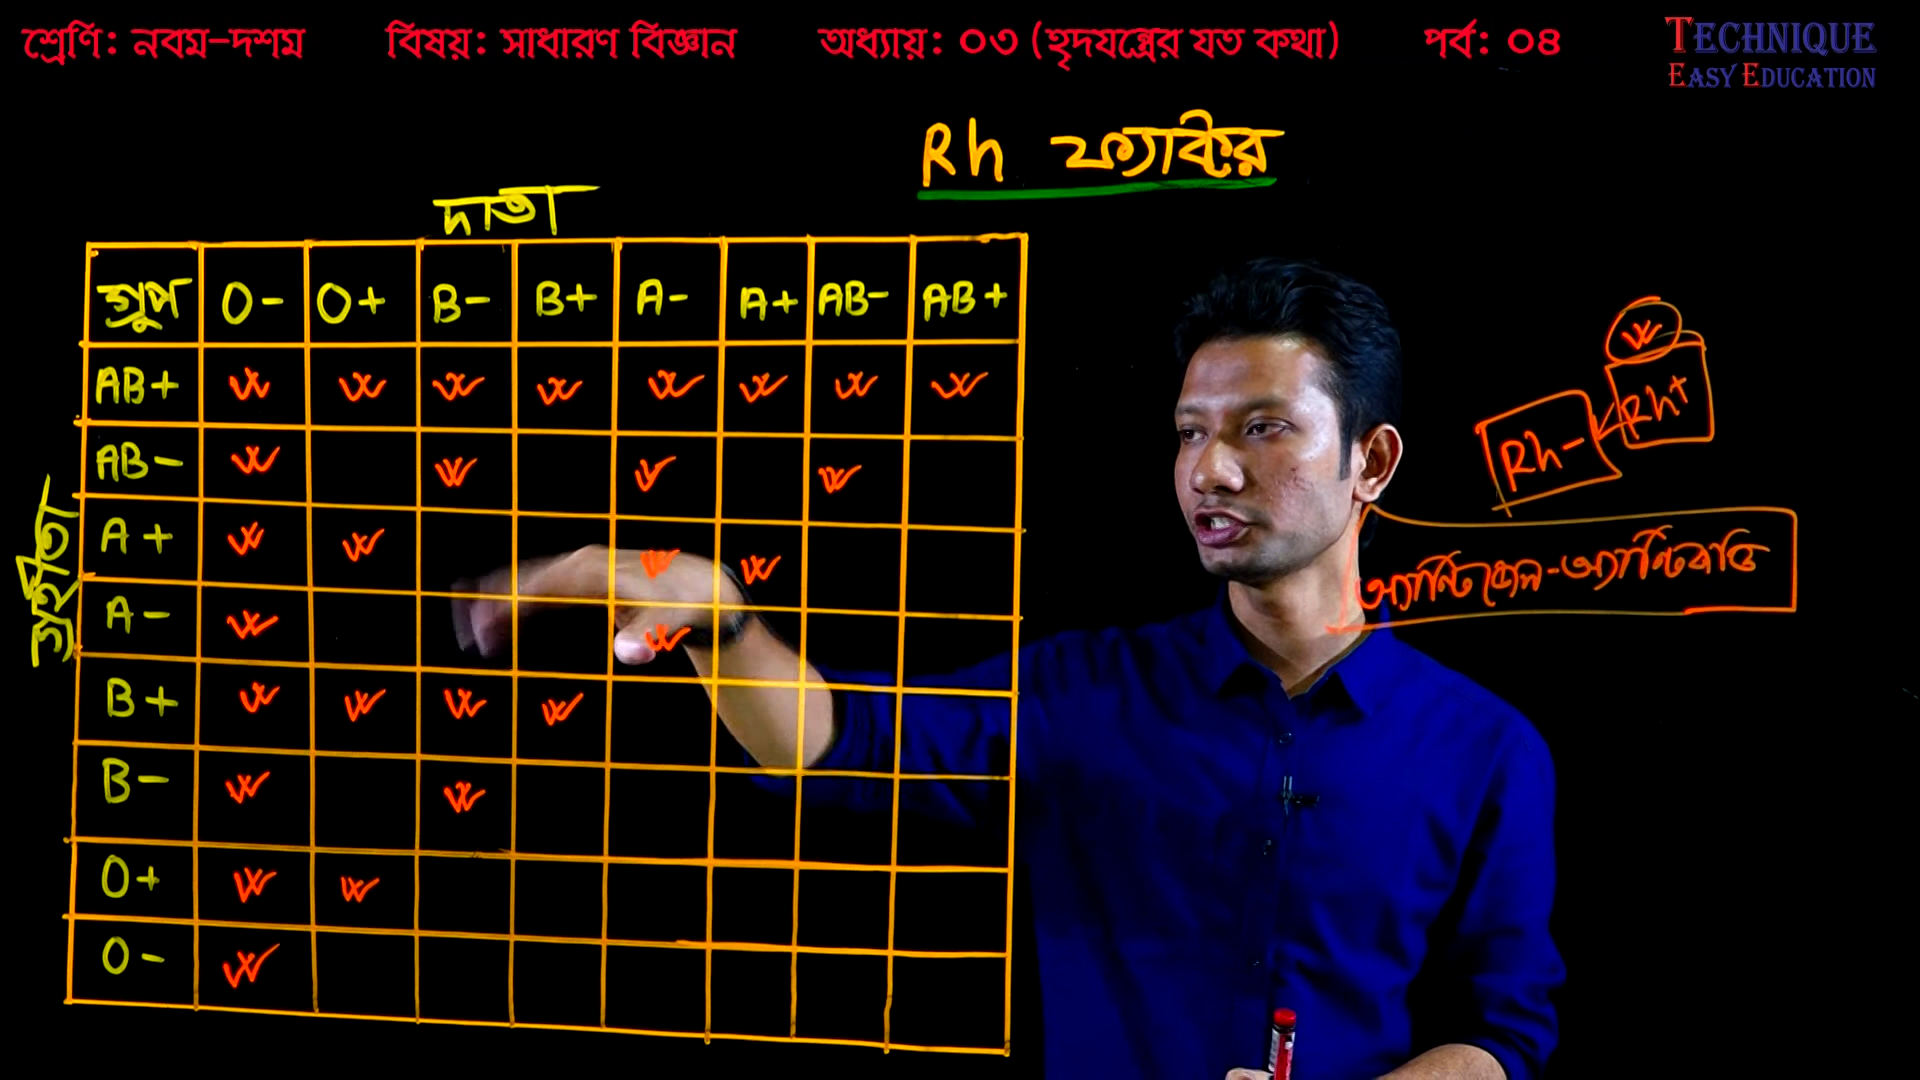 শ্রেণি: নবম-দশম বিষয়: সাধারণ বিজ্ঞান অধ্যায়: ০৩ (হৃদযন্ত্রের যত কথা) পর্ব: ০৪
TECHNIQUE
EASY EDUCATION
Rh ফ্যাক্টর
দাতা
গ্রুপ O- O+ B- B+ A- A+ AB- AB+
AB+
AB-
A+
A-
B+
B-
O+
O-
গ্রহীতা
Rh+
Rh-
অ্যান্টিজেন-অ্যান্টিবডি